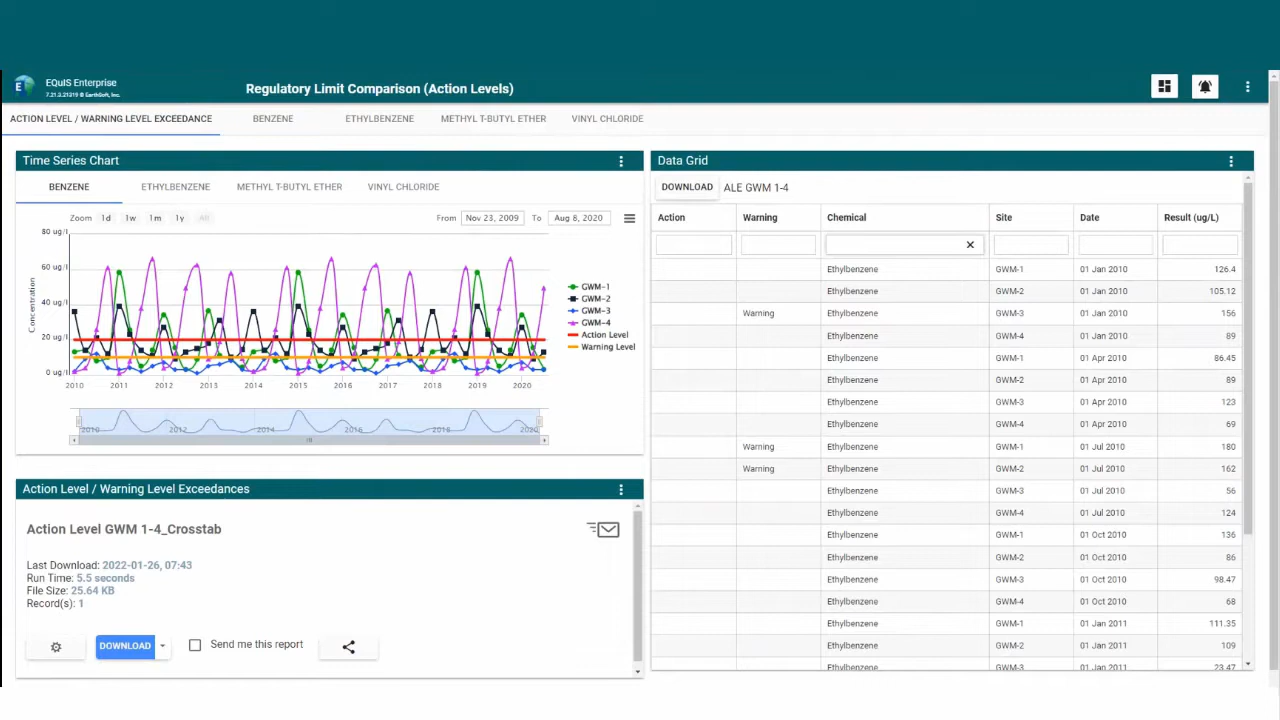 EQuIS Enterprise
7.21.3.21319 © EarthSoft, Inc.
Regulatory Limit Comparison (Action Levels)
ACTION LEVEL / WARNING LEVEL EXCEEDANCE BENZENE ETHYLBENZENE METHYL T-BUTYL ETHER VINYL CHLORIDE
Time Series Chart
BENZENE ETHYLBENZENE METHYL T-BUTYL ETHER VINYL CHLORIDE
Zoom 1d 1w 1m 1y All From Nov 23, 2009 To Aug 8, 2020
80 ug/l
60 ug/l
40 ug/l
20 ug/l
0 ug/l
Concentration
2010 2011 2012 2013 2014 2015 2016 2017 2018 2019 2020
GWM-1
GWM-2
GWM-3
GWM-4
Action Level
Warning Level
2010 2012 2014 2016 2018 2020
Action Level / Warning Level Exceedances
Action Level GWM 1-4_Crosstab
Last Download: 2022-01-26, 07:43
Run Time: 5.5 seconds
File Size: 25.64 KB
Record(s): 1
DOWNLOAD Send me this report
Data Grid
DOWNLOAD ALE GWM 1-4
Action Warning Chemical Site Date Result (ug/L)
Ethylbenzene GWM-1 01 Jan 2010 126.4
Ethylbenzene GWM-2 01 Jan 2010 105.12
Warning Ethylbenzene GWM-3 01 Jan 2010 156
Ethylbenzene GWM-4 01 Jan 2010 89
Ethylbenzene GWM-1 01 Apr 2010 86.45
Ethylbenzene GWM-2 01 Apr 2010 89
Ethylbenzene GWM-3 01 Apr 2010 123
Ethylbenzene GWM-4 01 Apr 2010 69
Warning Ethylbenzene GWM-1 01 Jul 2010 180
Warning Ethylbenzene GWM-2 01 Jul 2010 162
Ethylbenzene GWM-3 01 Jul 2010 56
Ethylbenzene GWM-4 01 Jul 2010 124
Ethylbenzene GWM-1 01 Oct 2010 136
Ethylbenzene GWM-2 01 Oct 2010 86
Ethylbenzene GWM-3 01 Oct 2010 98.47
Ethylbenzene GWM-4 01 Oct 2010 68
Ethylbenzene GWM-1 01 Jan 2011 111.35
Ethylbenzene GWM-2 01 Jan 2011 109
Ethylbenzene GWM-3 01 Jan 2011 23.47